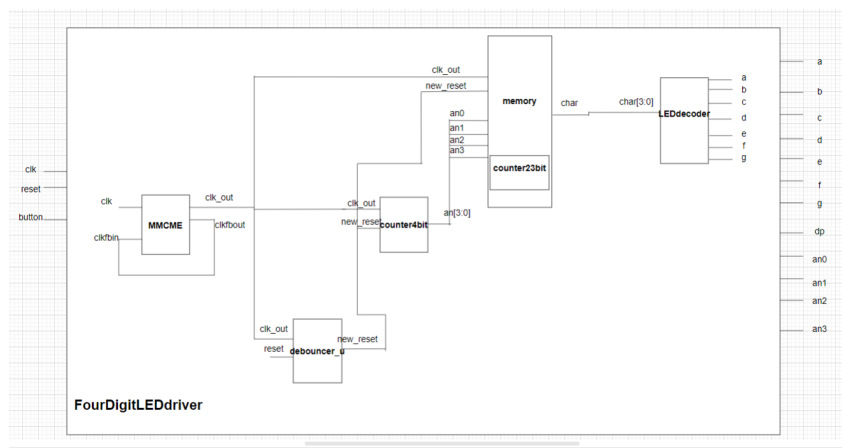 clk
reset
button
clk
MMCME
clk_out
clkfbin
clkfbout
clk_out
new_reset
an0
an1
an2
an3
memory
counter23bit
char
char[3:0]
LEDdecoder
a
b
c
d
e
f
g
clk_out
new_reset
counter4bit
an[3:0]
clk_out
reset
debouncer_u
new_reset
FourDigitLEDdriver
a
b
c
d
e
f
g
dp
an0
an1
an2
an3